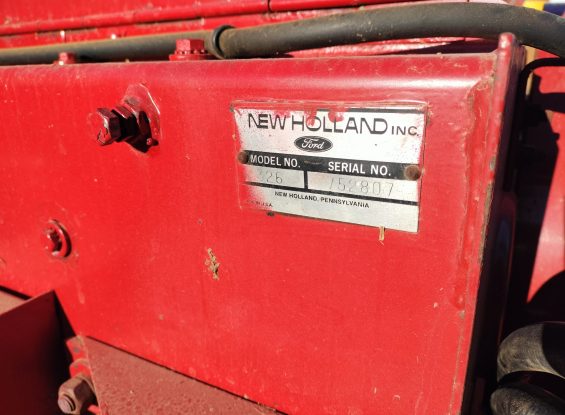 NEW HOLLAND INC.
Ford
MODEL NO. SERIAL NO.
326 752807
NEW HOLLAND, PENNSYLVANIA